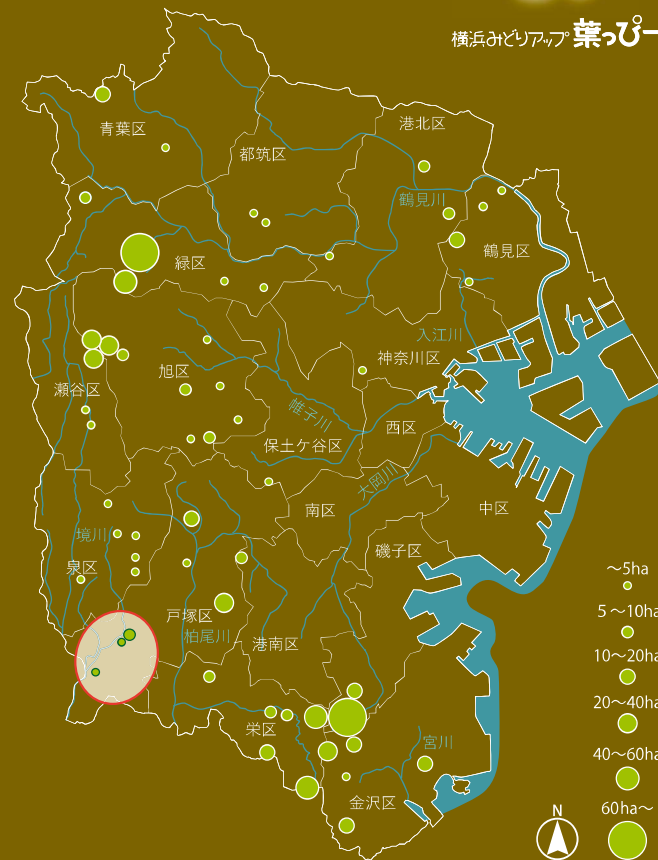 横浜みどりアップ 葉っぴー
青葉区
都筑区
港北区
鶴見川
鶴見区
緑区
入江川
神奈川区
旭区
瀬谷区
帷子川
西区
保土ケ谷区
大岡川
南区
中区
境川
磯子区
泉区
戸塚区
柏尾川
港南区
栄区
宮川
金沢区
～5ha
5～10ha
10～20ha
20～40ha
40～60ha
60ha～
N